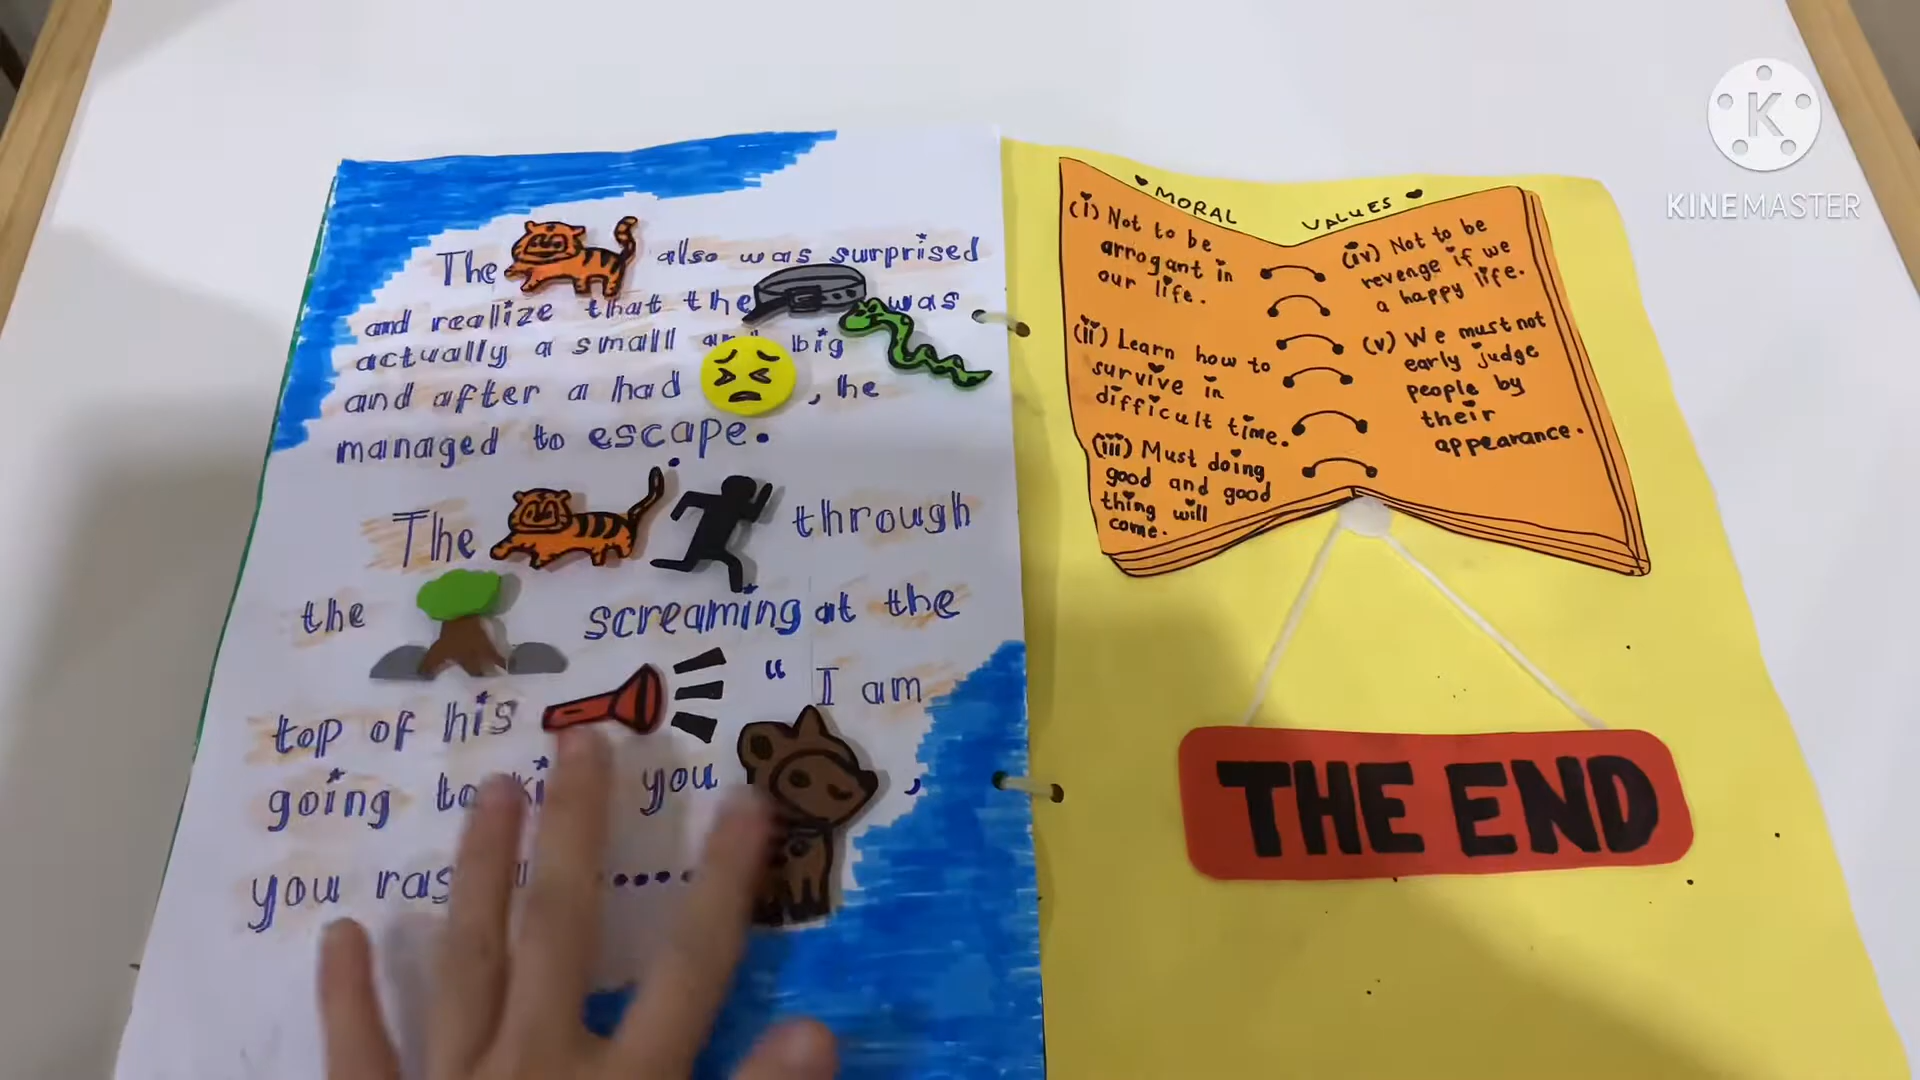 The also was surprised
and realize that the was
actually a small big
and after a had , he
managed to escape.
The through
the screaming at the
top of his " I am
going to you ,
you .....
MORAL VALUES
(i) Not to be
arrogant in
our life.
(ii) Learn how to
survive in
difficult time.
(iii) Must doing
good and good
thing will
come.
(iv) Not to be
revenge if we
a happy life.
(v) We must not
early judge
people by
their
appearance.
THE END
K
KINEMASTER